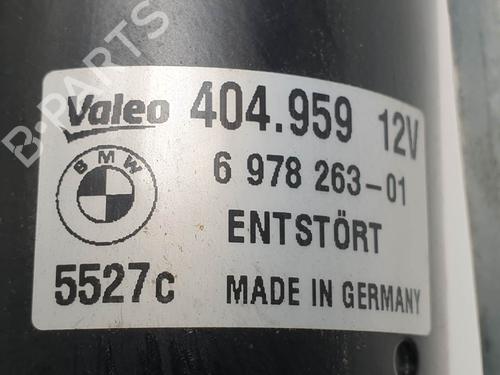 Valeo 404.959 12V
BMW 6 978 263-01
ENTSTÖRT
5527c MADE IN GERMANY
B-PARTS